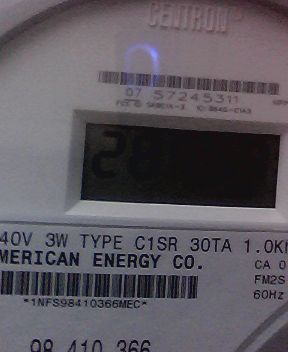 CENTRON
07 57245311
28
40V 3W TYPE C1SR 30TA 1.0K
MERICAN ENERGY CO.
CA 0
FM2S
60Hz
*1NFS98410366MEC*
98 410 366